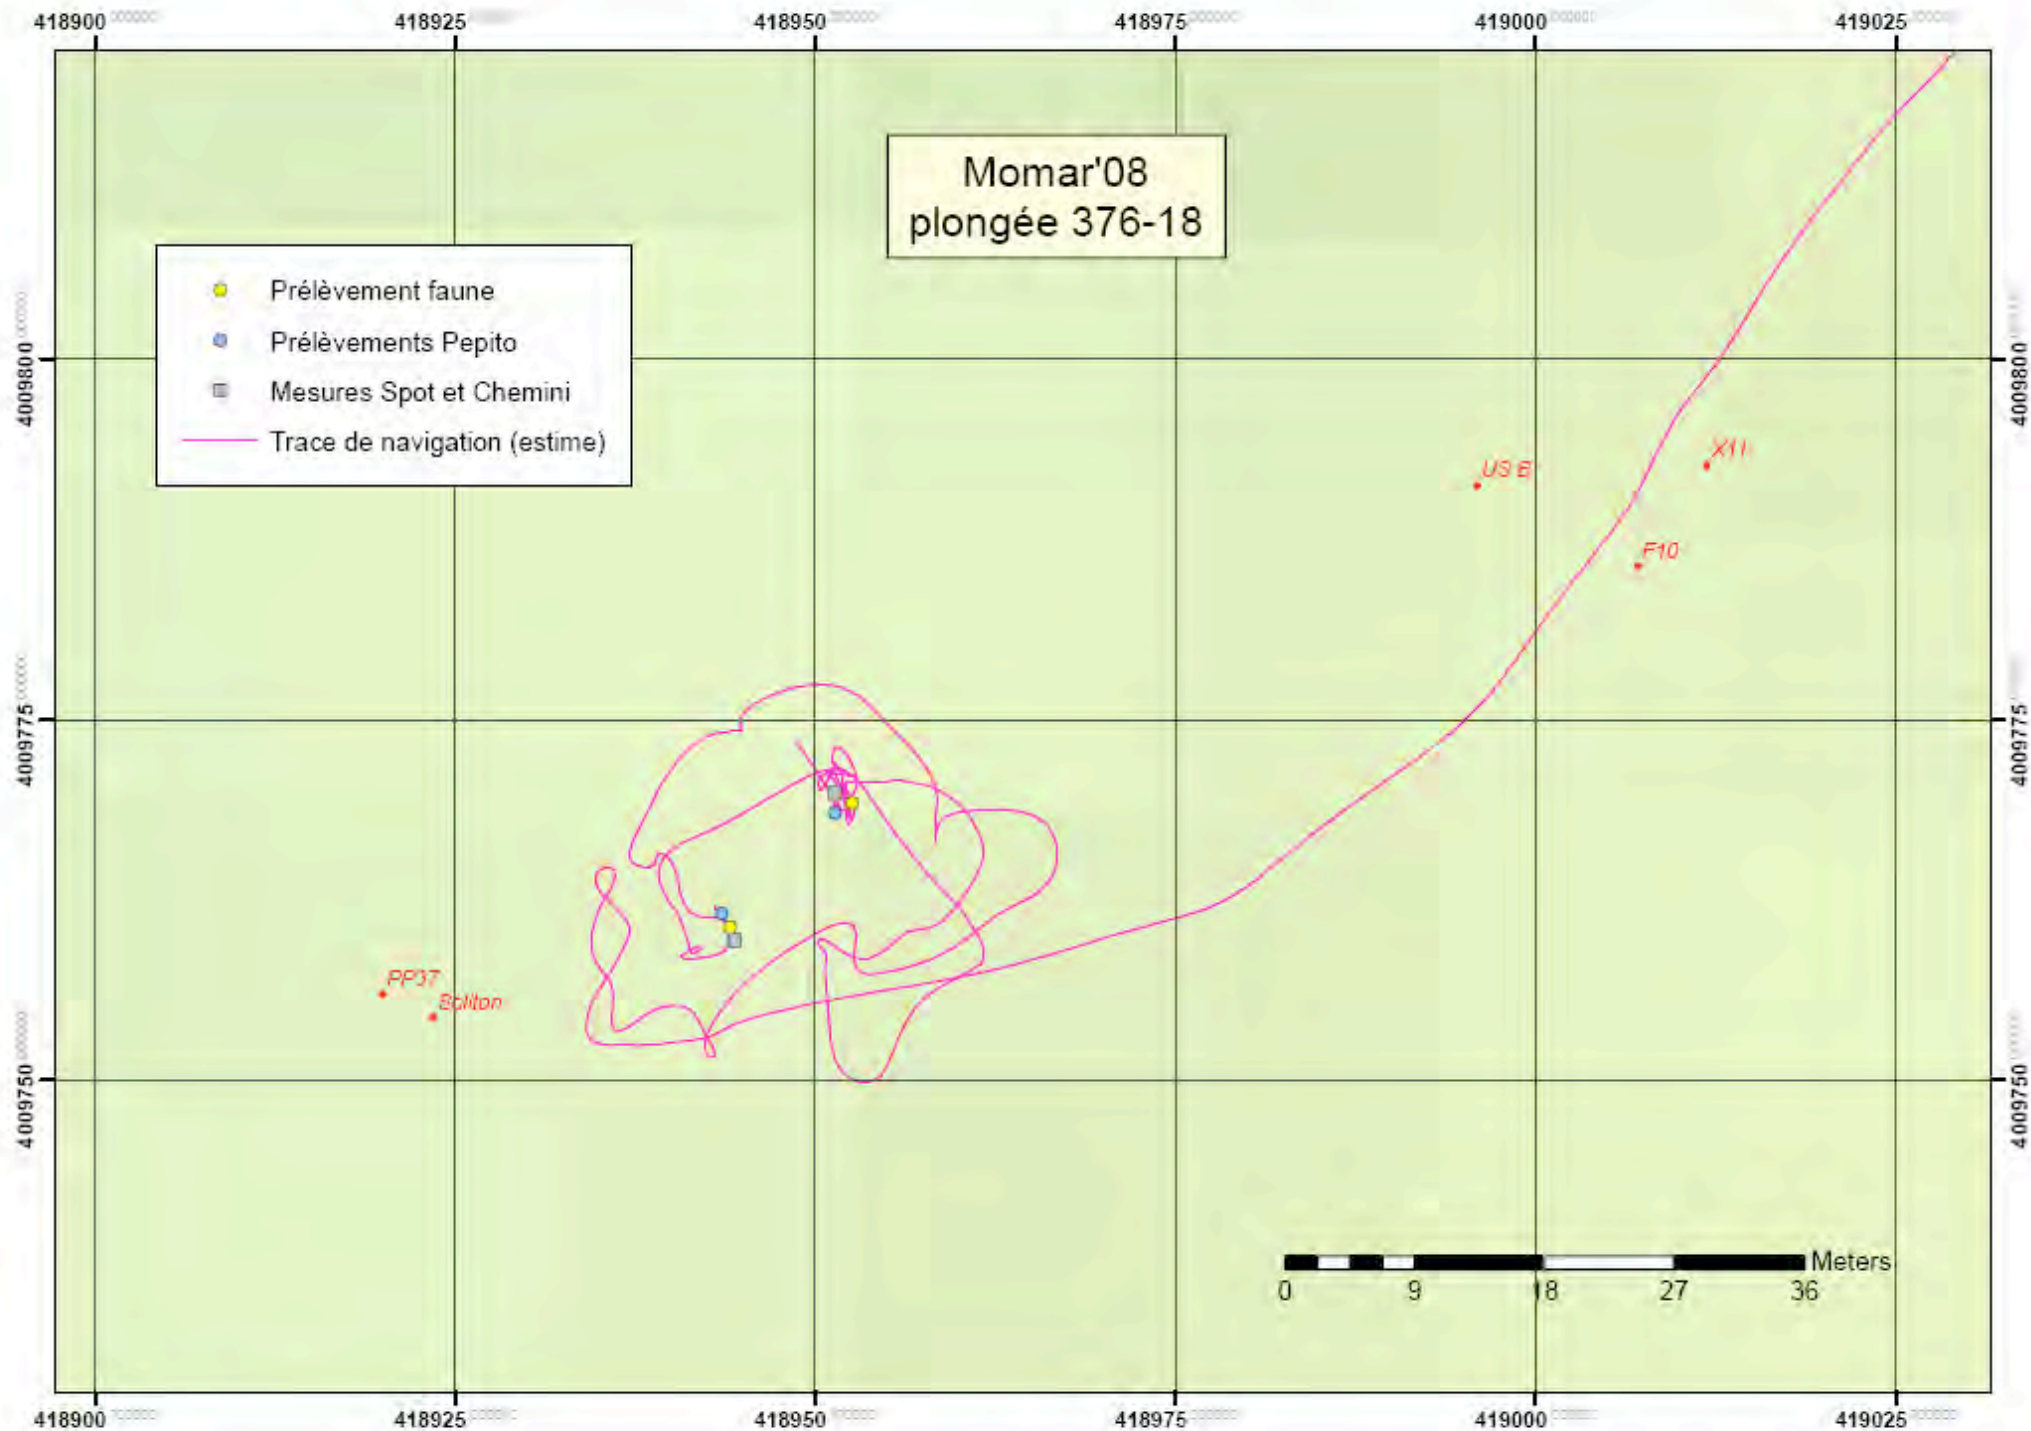 418900 418925 418950 418975 419000 419025
Momar'08
plongée 376-18
Prélèvement faune
Prélèvements Pepito
Mesures Spot et Chemini
Trace de navigation (estime)
4009800 4009800
X11
US B
F10
4009775 4009775
PP37
Soliton
4009750 4009750
Meters
0 9 18 27 36
418900 418925 418950 418975 419000 419025